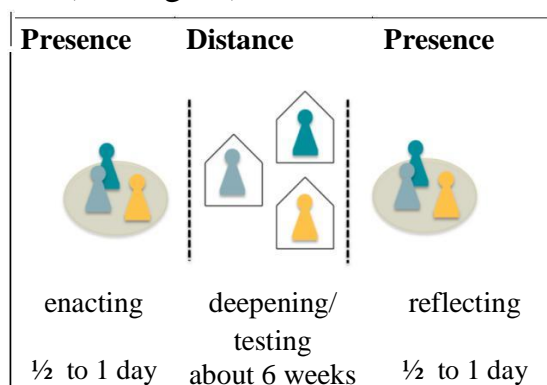 Presence Distance Presence
enacting deepening/ reflecting
testing
½ to 1 day about 6 weeks ½ to 1 day